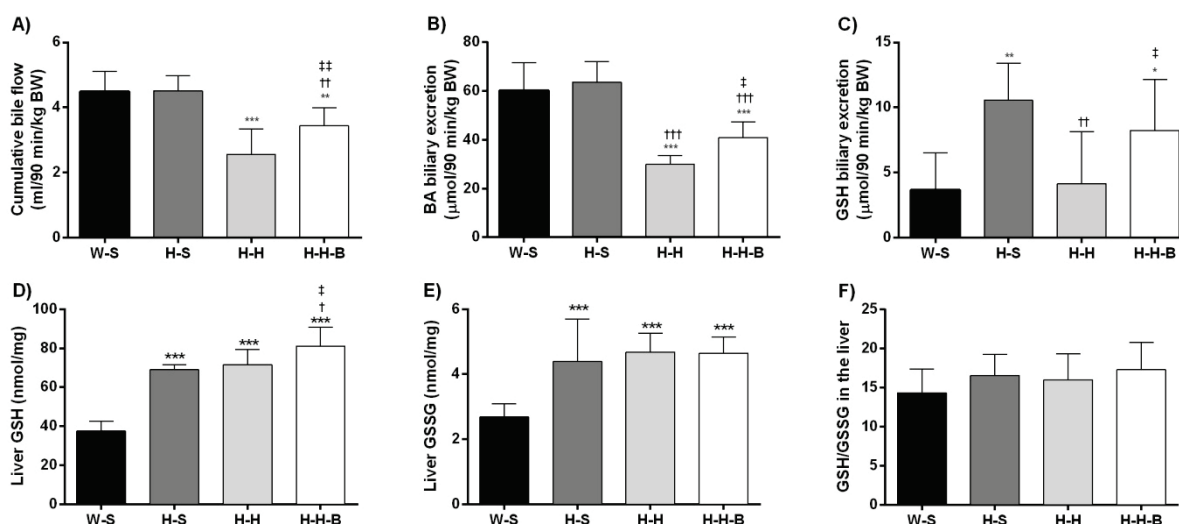 A)
Cumulative bile flow
(ml/90 min/kg BW)
6
4
2
0
***
‡‡
††
**
W-S
H-S
H-H
H-H-B
B)
BA biliary excretion
(µmol/90 min/kg BW)
80
60
40
20
0
†††
***
‡
†††
***
W-S
H-S
H-H
H-H-B
C)
GSH biliary excretion
(µmol/90 min/kg BW)
15
10
5
0
**
††
‡
*
W-S
H-S
H-H
H-H-B
D)
Liver GSH (nmol/mg)
100
80
60
40
20
0
***
***
‡
†
***
W-S
H-S
H-H
H-H-B
E)
Liver GSSG (nmol/mg)
6
4
2
0
***
***
***
W-S
H-S
H-H
H-H-B
F)
GSH/GSSG in the liver
25
20
15
10
5
0
W-S
H-S
H-H
H-H-B